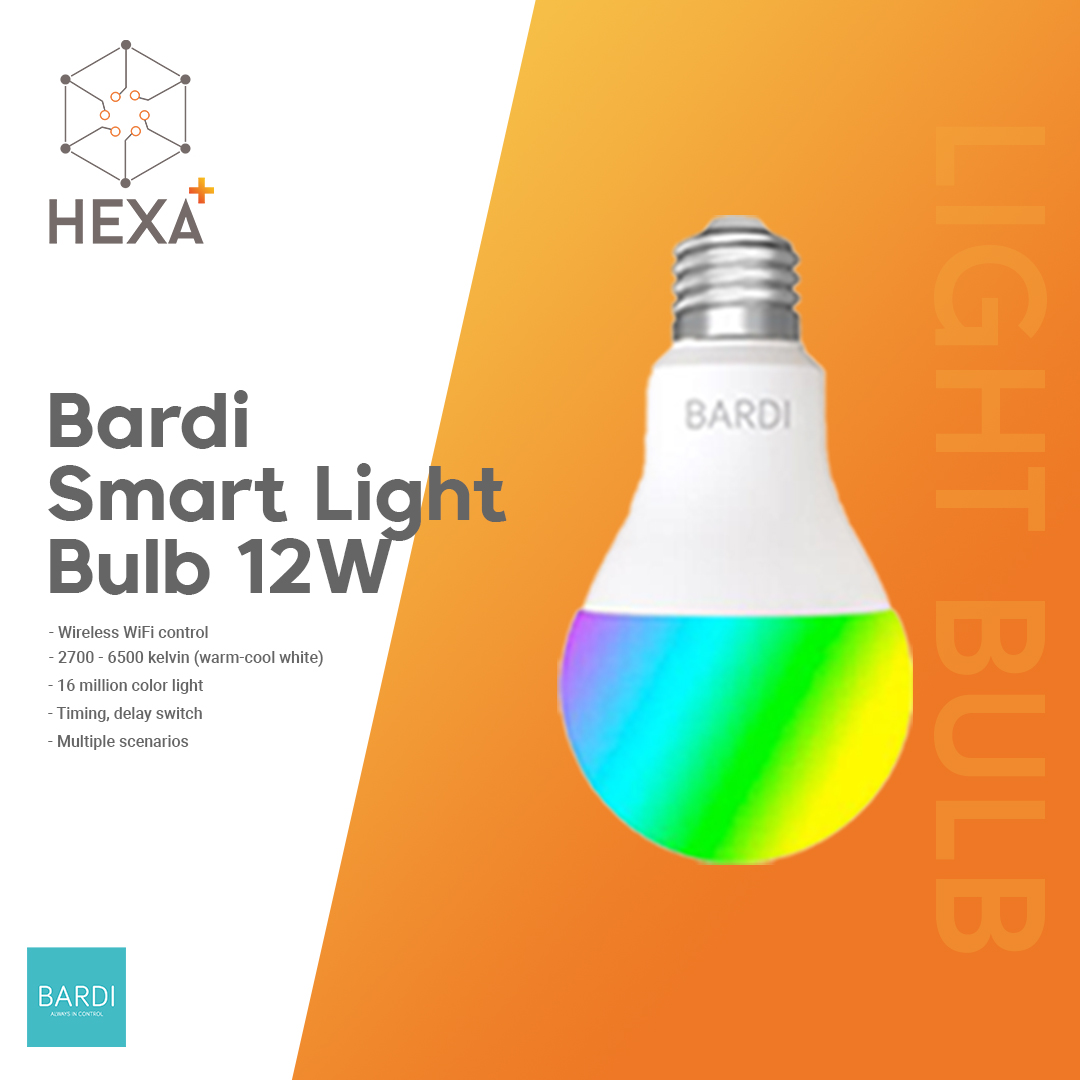 HEXA+
Bardi
Smart Light
Bulb 12W
- Wireless WiFi control
- 2700 - 6500 kelvin (warm-cool white)
- 16 million color light
- Timing, delay switch
- Multiple scenarios
BARDI
LIGHT BULB
BARDI
ALWAYS IN CONTROL